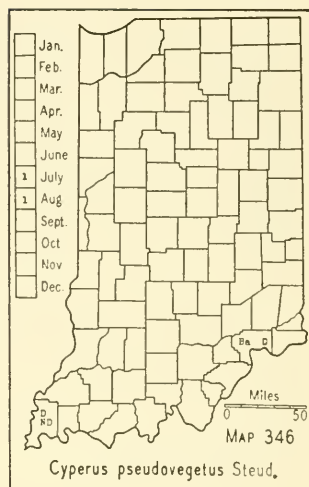 Jan.
Feb.
Mar.
Apr.
May
June
1 July
1 Aug
Sept.
Oct
Nov
Dec.
Ba D
D
ND
Miles
0 50
MAP 346
Cyperus pseudovegetus Steud.